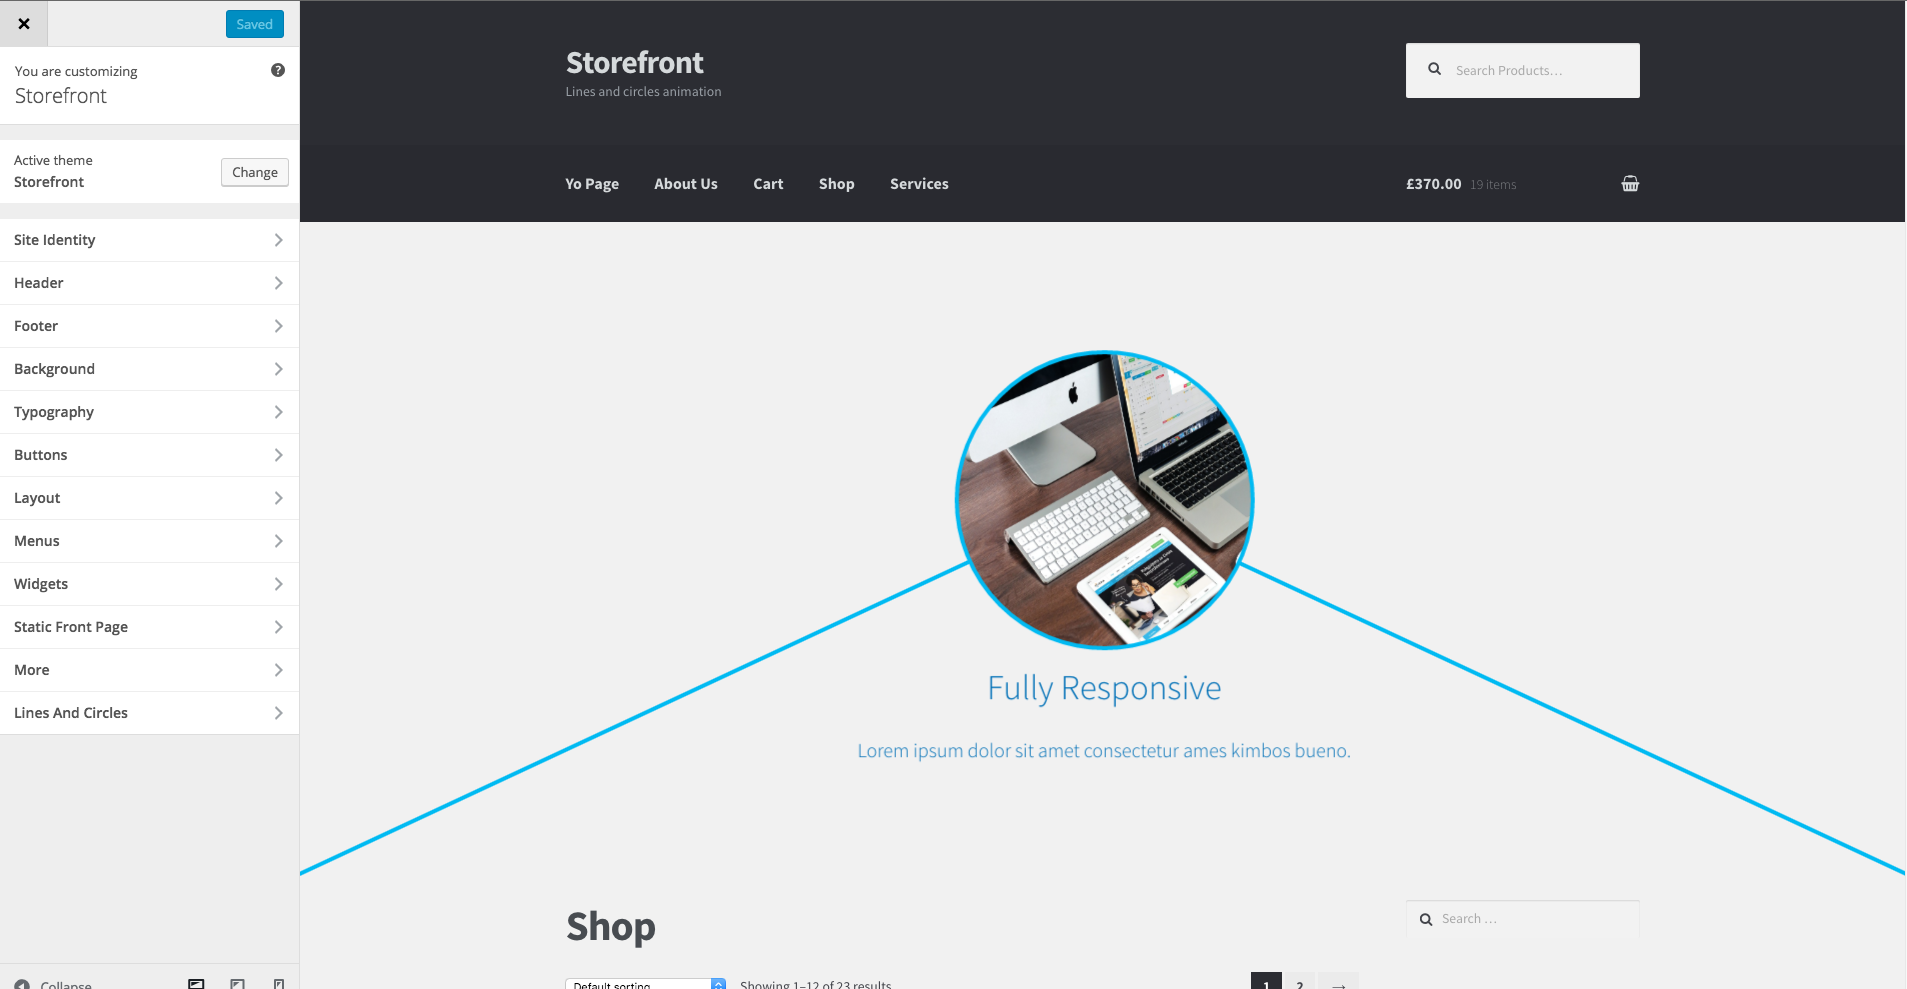 Saved
You are customizing
Storefront
Active theme
Storefront
Change
Site Identity
Header
Footer
Background
Typography
Buttons
Layout
Menus
Widgets
Static Front Page
More
Lines And Circles
Collapse
Storefront
Lines and circles animation
Search Products…
Yo Page
About Us
Cart
Shop
Services
£370.00 19 items
Fully Responsive
Lorem ipsum dolor sit amet consectetur ames kimbos bueno.
Shop
Search …
Default sorting
Showing 1–12 of 23 results
1 2 →